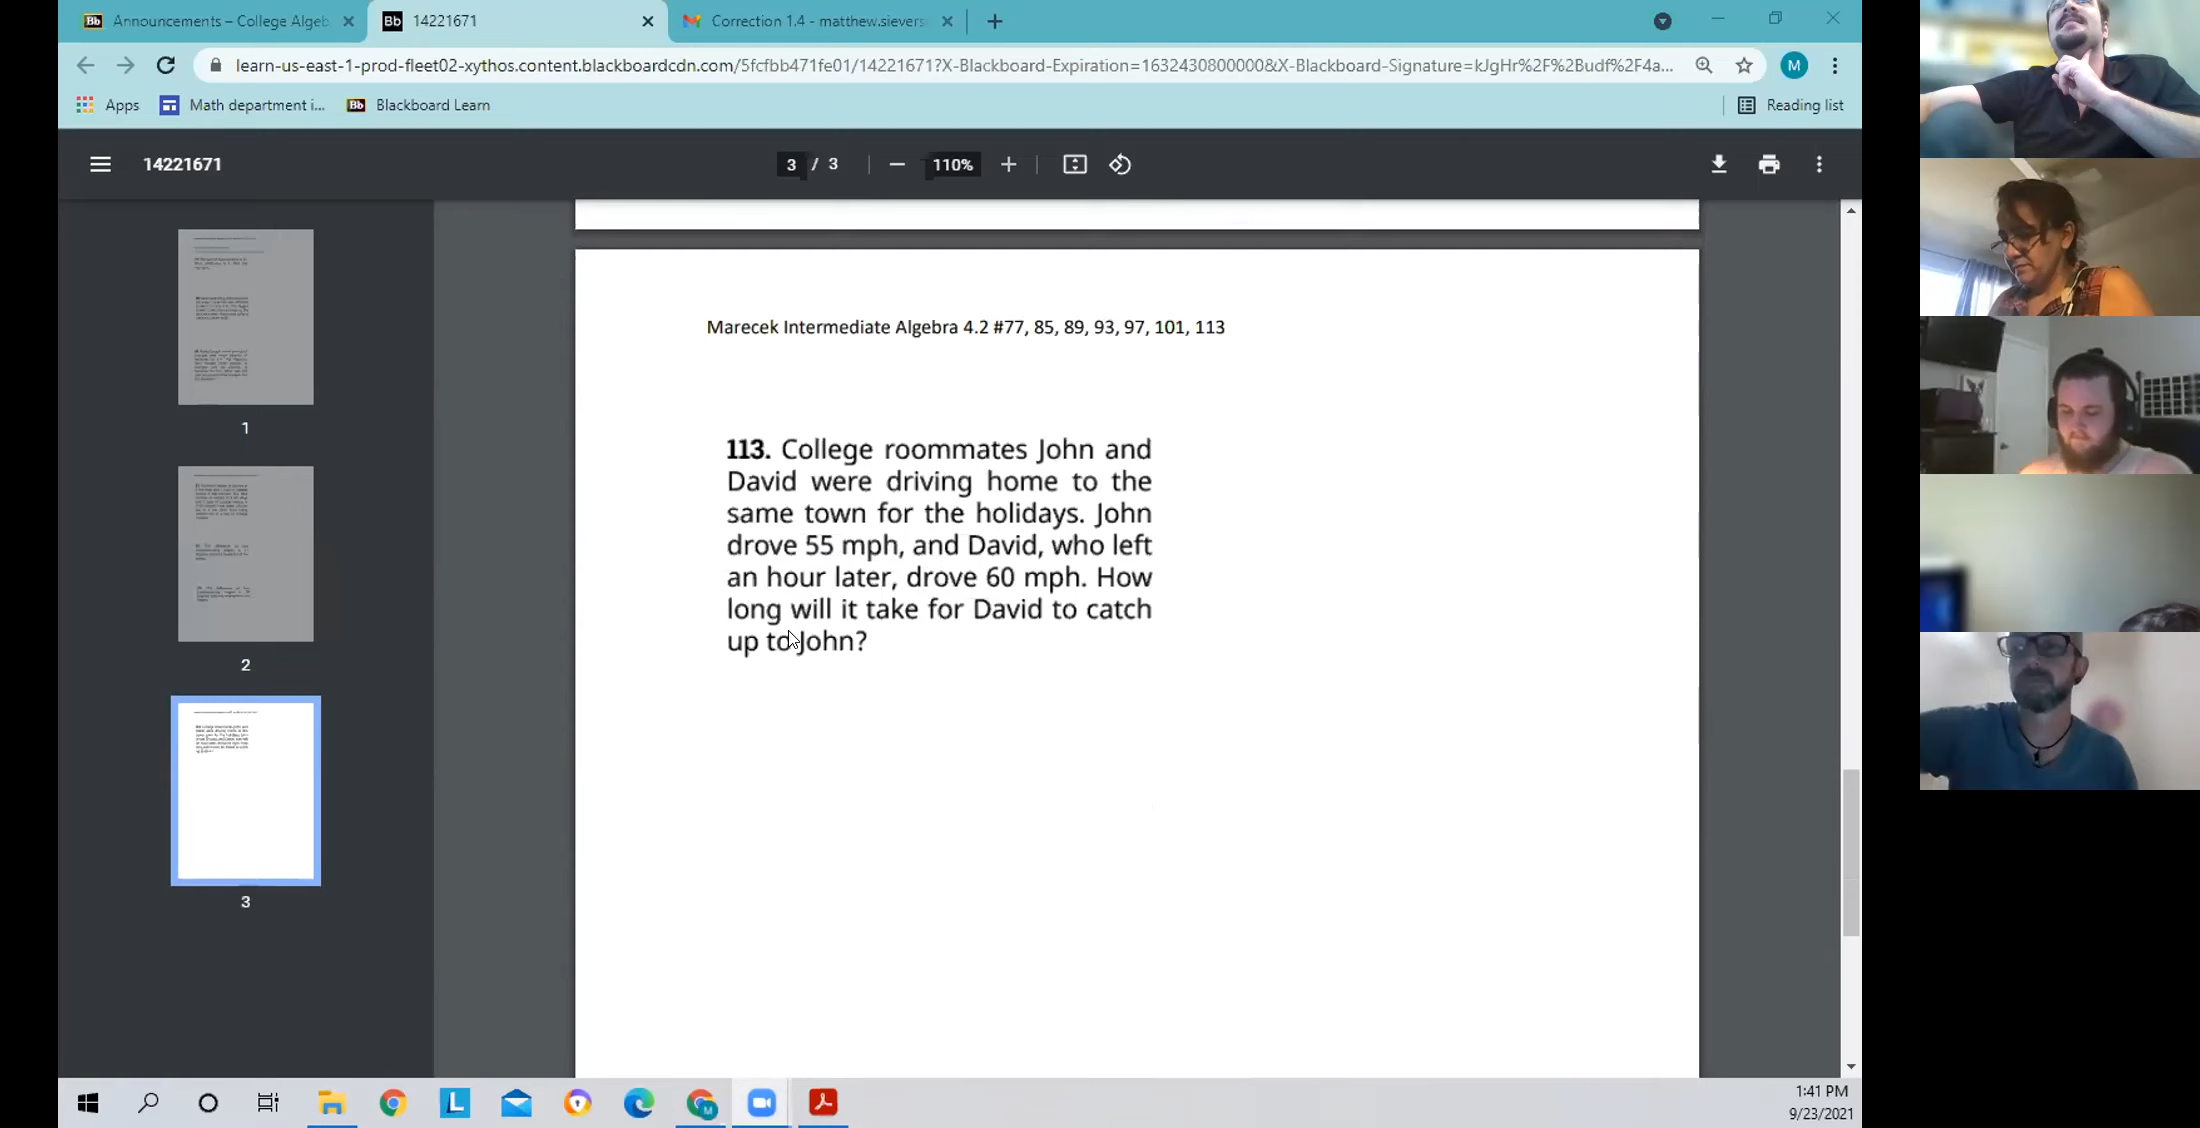 Announcements – College Algeb
14221671
Correction 1.4 - matthew.sievers
learn-us-east-1-prod-fleet02-xythos.content.blackboardcdn.com/5fcfbb471fe01/14221671?X-Blackboard-Expiration=1632430800000&X-Blackboard-Signature=kJgHr%2F%2Budf%2F4a...
M
Apps
Math department i...
Bb Blackboard Learn
Reading list
14221671
3 / 3
110%
1
2
3
Marecek Intermediate Algebra 4.2 #77, 85, 89, 93, 97, 101, 113
113. College roommates John and
David were driving home to the
same town for the holidays. John
drove 55 mph, and David, who left
an hour later, drove 60 mph. How
long will it take for David to catch
up to John?
1:41 PM
9/23/2021